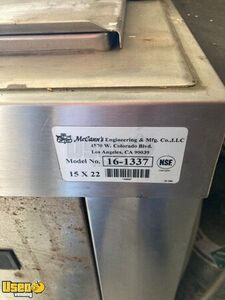 McCann's Engineering & Mfg. Co.,LLC
4570 W. Colorado Blvd.
Los Angeles, CA 90039
Model No. 16-1337
NSF
15 X 22
Used Vending